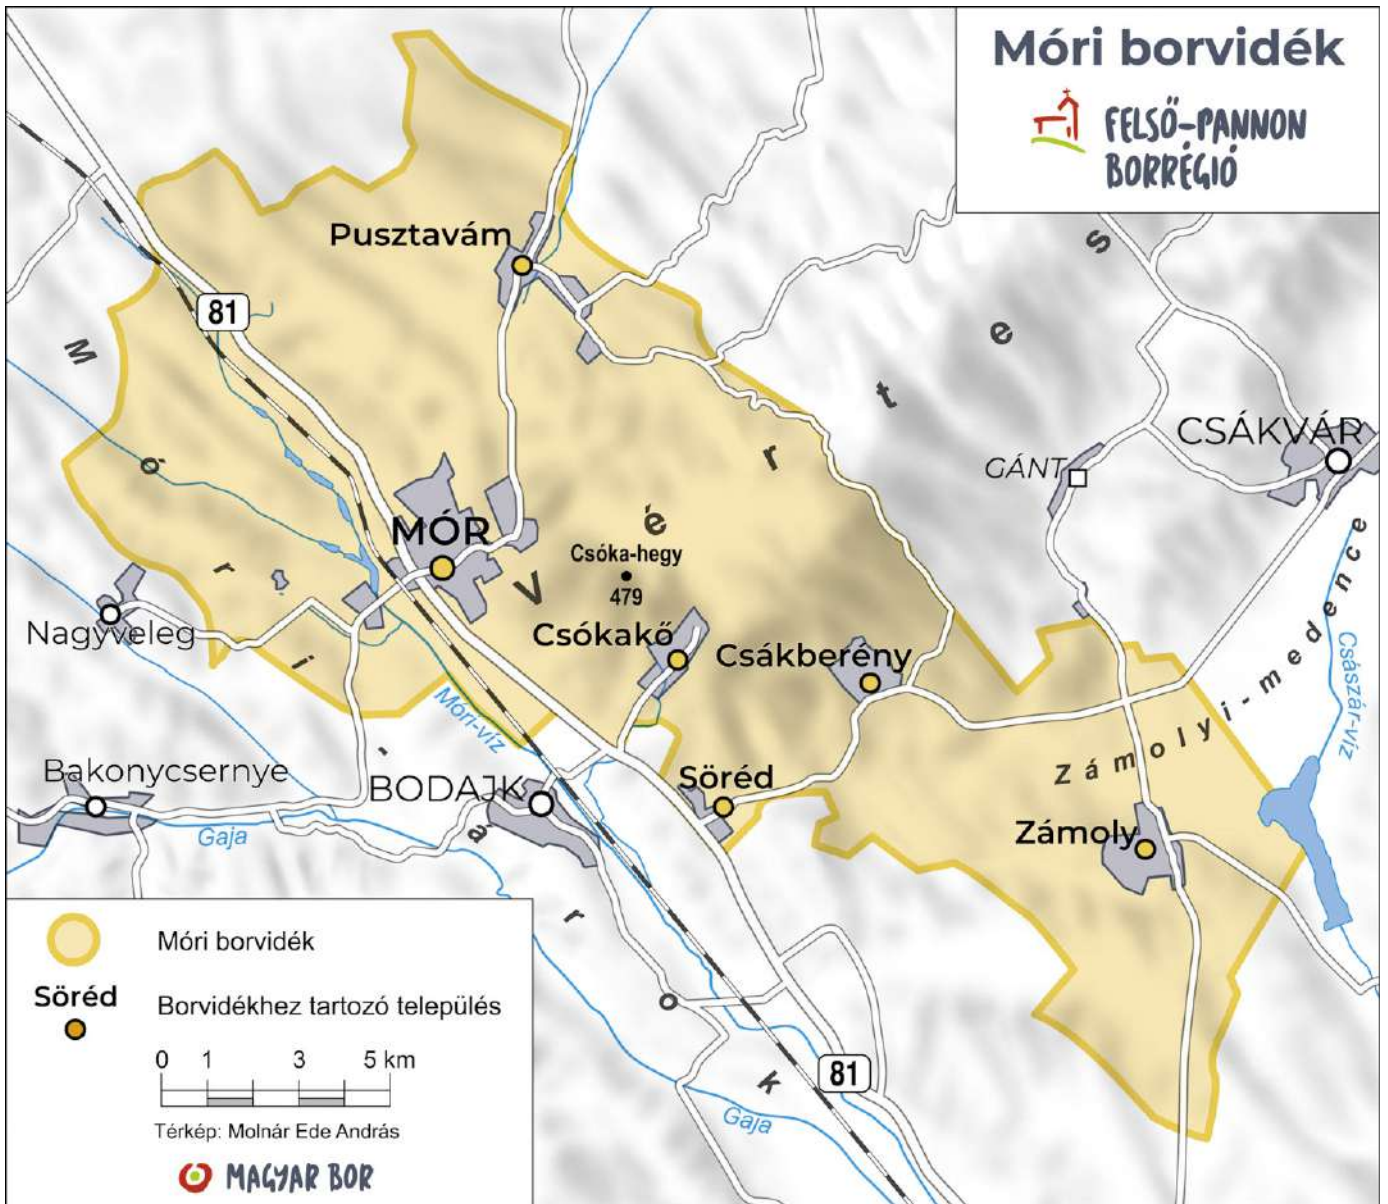 Móri borvidék
FELSŐ-PANNON
BORRÉGIÓ
Pusztavám
81
Móri-árok
Vértes
CSÁKVÁR
GÁNT
MÓR
Csóka-hegy
479
Csókakő
Csákberény
Nagyveleg
Zámolyi-medence
Császár-víz
Móri-víz
Bakonycsernye
BODAJK
Söréd
Zámoly
Gaja
81
Gaja
Móri borvidék
Söréd
Borvidékhez tartozó település
0 1 3 5 km
Térkép: Molnár Ede András
MAGYAR BOR